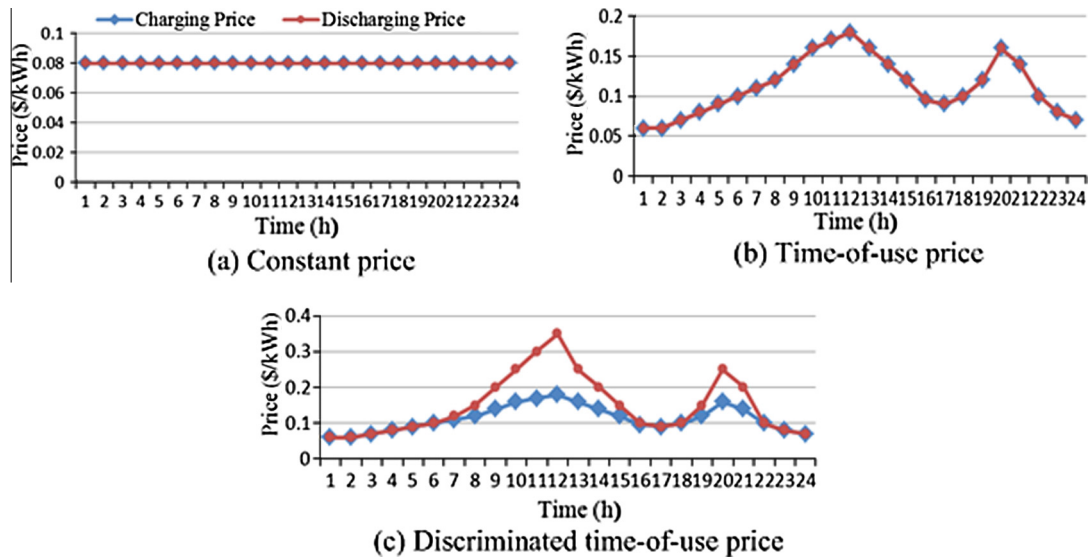 Charging Price Discharging Price
Price ($/kWh)
0.1
0.08
0.06
0.04
0.02
0
1 2 3 4 5 6 7 8 9 101112131415161718192021222324
Time (h)
(a) Constant price
Price ($/kWh)
0.2
0.15
0.1
0.05
0
1 2 3 4 5 6 7 8 9 101112131415161718192021222324
Time (h)
(b) Time-of-use price
Price ($/kWh)
0.4
0.3
0.2
0.1
0
1 2 3 4 5 6 7 8 9 101112131415161718192021222324
Time (h)
(c) Discriminated time-of-use price